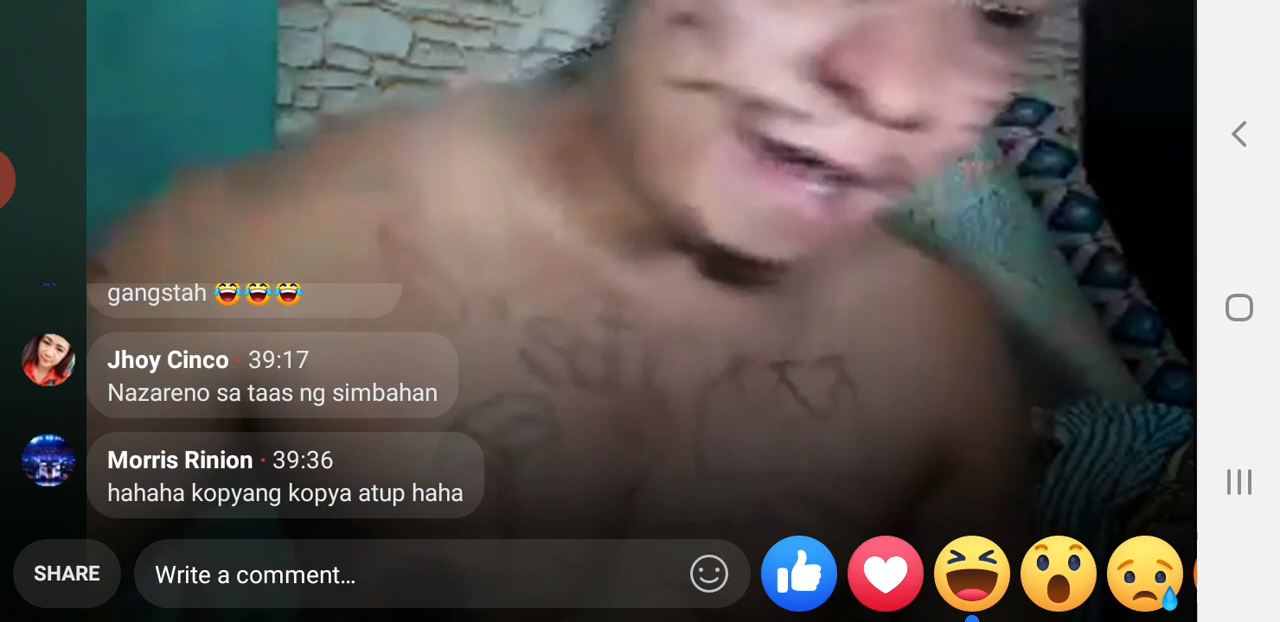 gangstah 😂😂😂
Jhoy Cinco · 39:17
Nazareno sa taas ng simbahan
Morris Rinion · 39:36
hahaha kopyang kopya atup haha
SHARE
Write a comment...